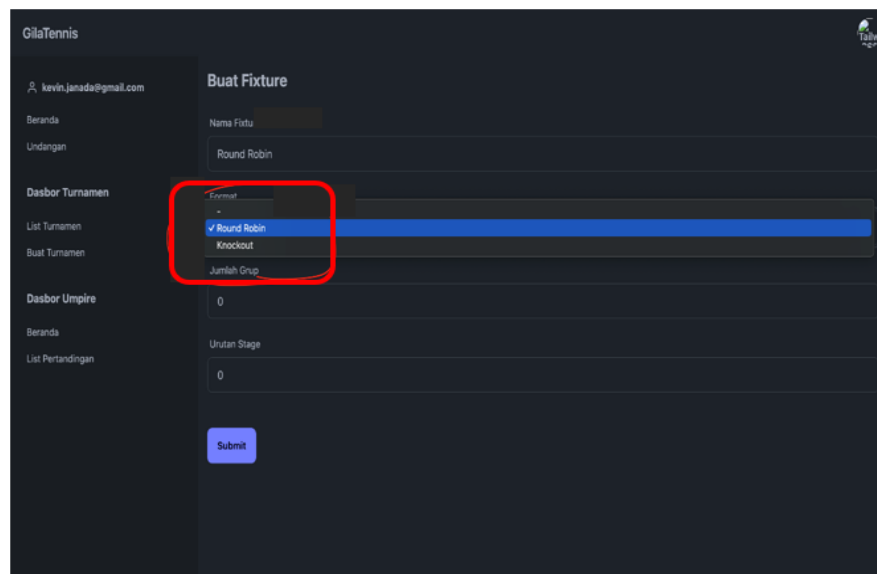 GilaTennis
kevin.janada@gmail.com
Beranda
Undangan
Dasbor Turnamen
List Turnamen
Buat Turnamen
Dasbor Umpire
Beranda
List Pertandingan
Buat Fixture
Nama Fixtu
Round Robin
Format
-
✓ Round Robin
Knockout
Jumlah Grup
0
Urutan Stage
0
Submit